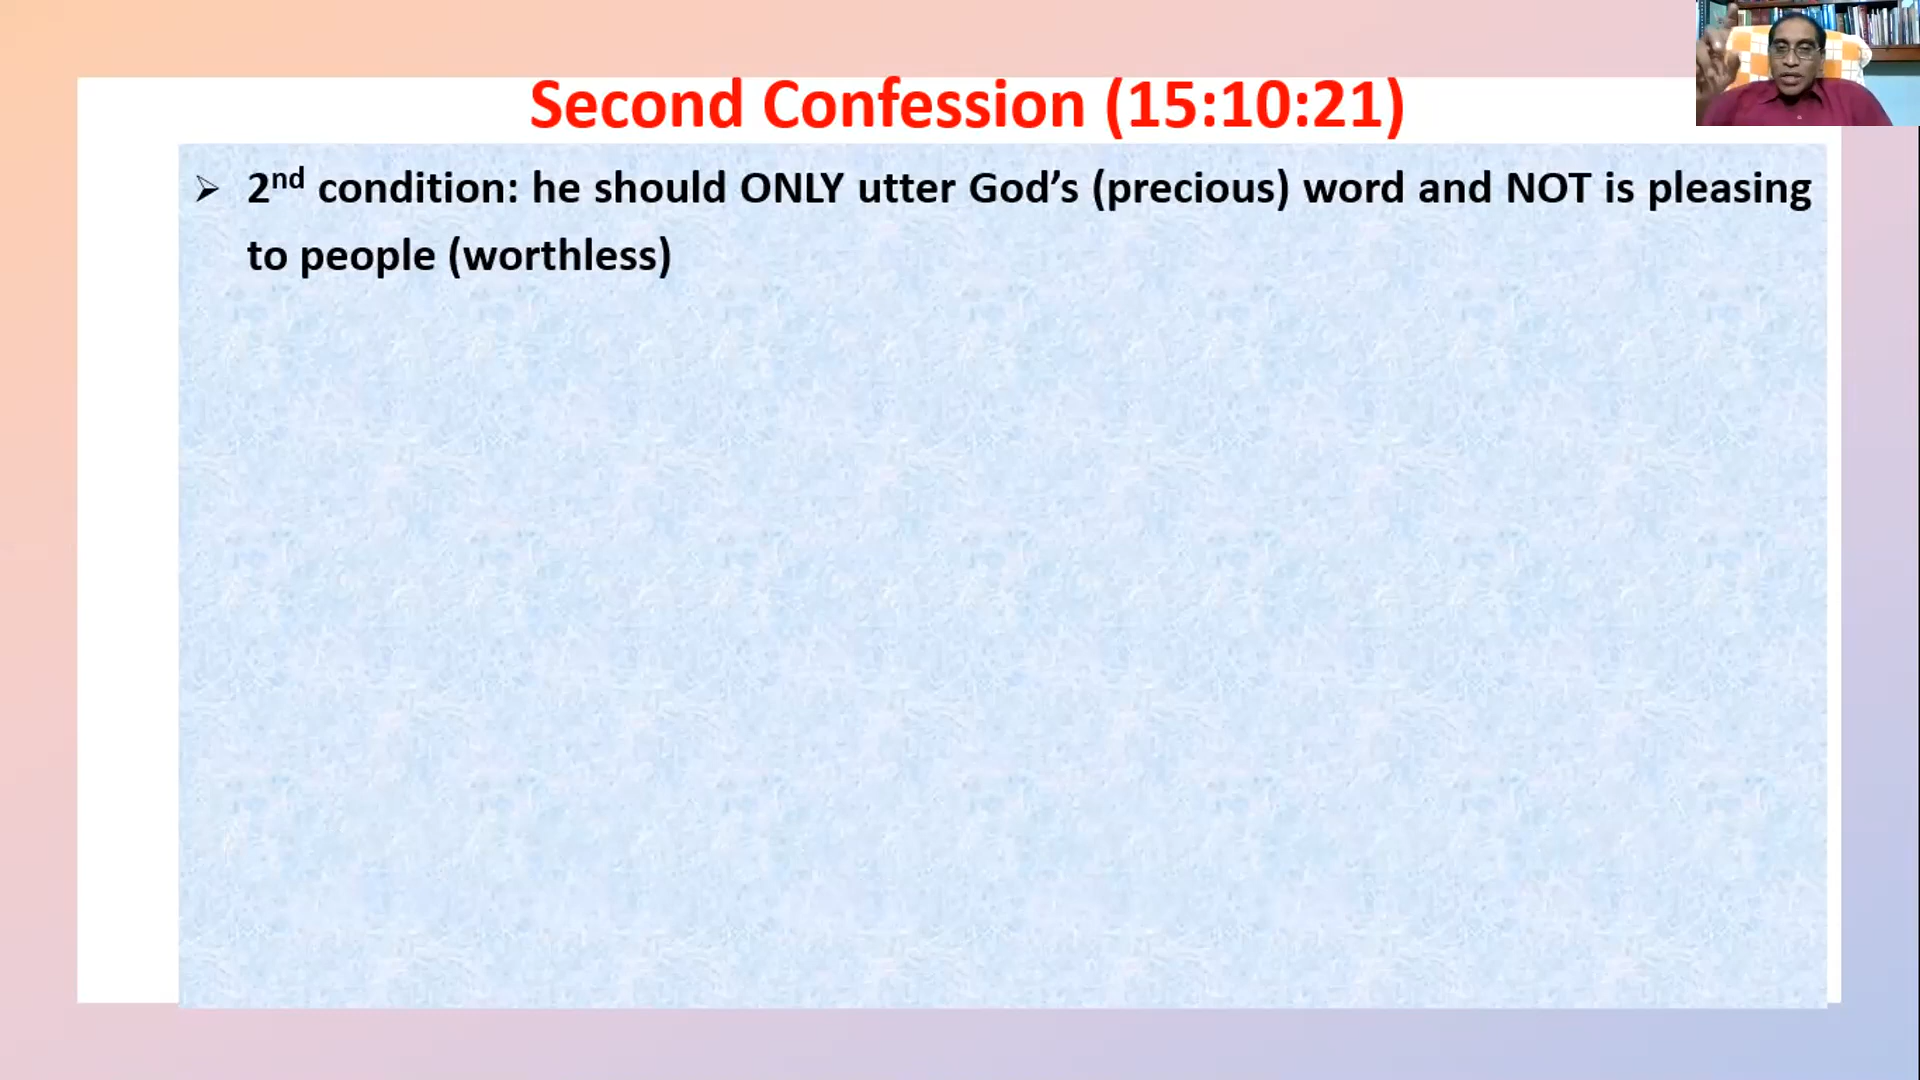 Second Confession (15:10:21)
➢ 2nd condition: he should ONLY utter God’s (precious) word and NOT is pleasing
to people (worthless)